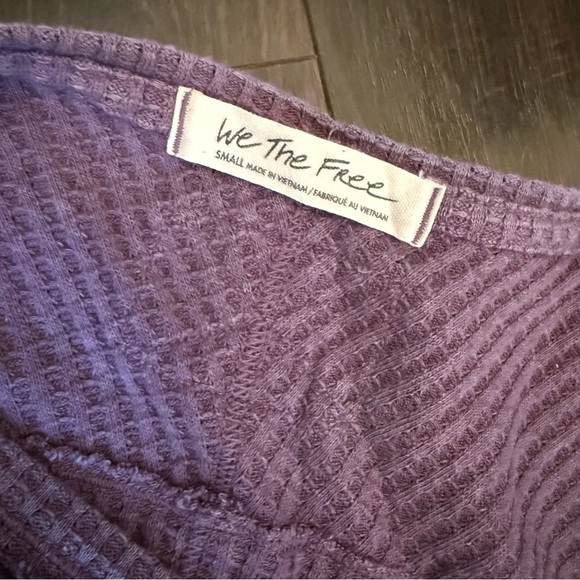 We The Free
SMALL MADE IN VIETNAM / FABRIQUÉ AU VIETNAM